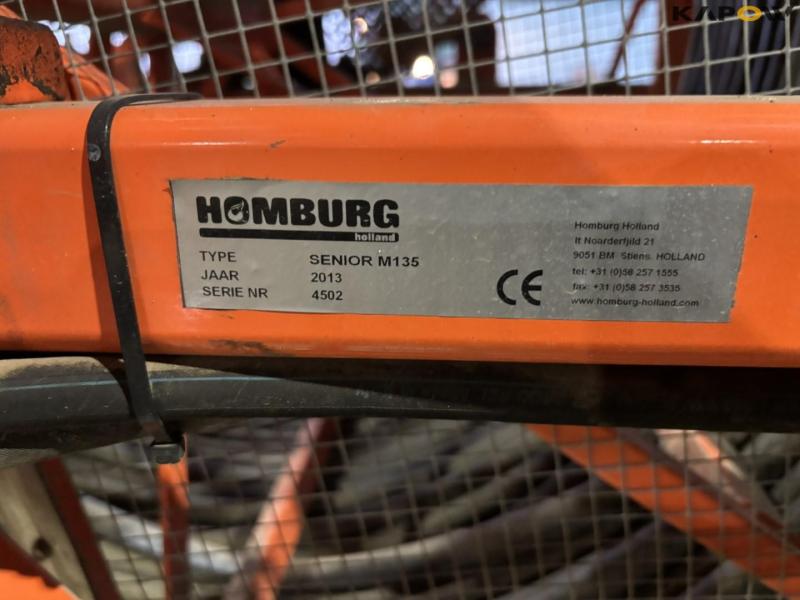 KAPOW
HOMBURG
holland
TYPE SENIOR M135
JAAR 2013
SERIE NR 4502
CE
Homburg Holland
It Noarderfjild 21
9051 BM Stiens, HOLLAND
tel: +31 (0)58 257 1555
fax: +31 (0)58 257 3535
www.homburg-holland.com